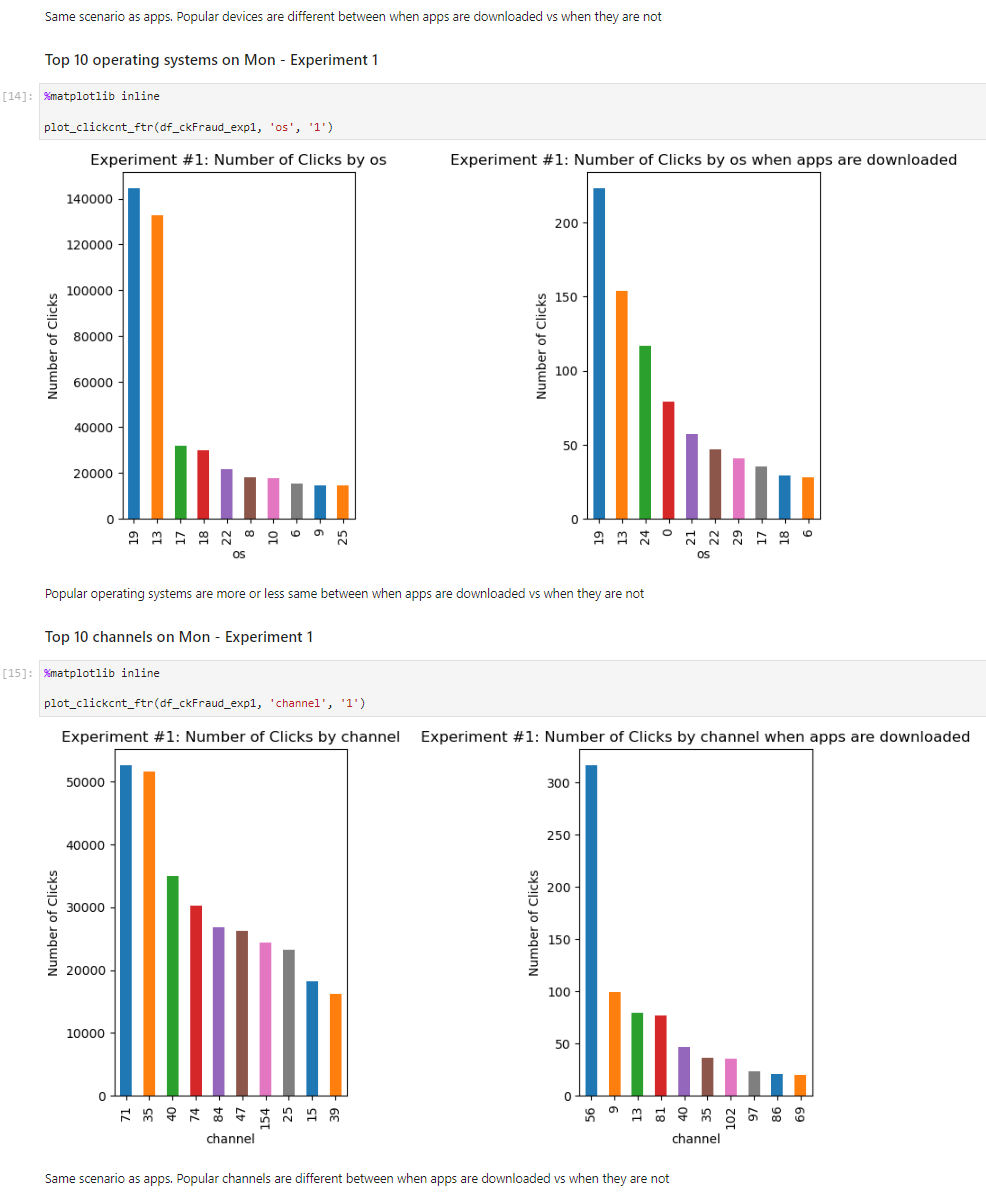 Same scenario as apps. Popular devices are different between when apps are downloaded vs when they are not
Top 10 operating systems on Mon - Experiment 1
[14]: %matplotlib inline
plot_clickcnt_ftr(df_ckFraud_exp1, 'os', '1')
Experiment #1: Number of Clicks by os
Number of Clicks
140000
120000
100000
80000
60000
40000
20000
0
19 13 17 18 22 8 10 6 9 25
os
Experiment #1: Number of Clicks by os when apps are downloaded
Number of Clicks
200
150
100
50
0
19 13 24 0 21 22 29 17 18 6
os
Popular operating systems are more or less same between when apps are downloaded vs when they are not
Top 10 channels on Mon - Experiment 1
[15]: %matplotlib inline
plot_clickcnt_ftr(df_ckFraud_exp1, 'channel', '1')
Experiment #1: Number of Clicks by channel
Number of Clicks
50000
40000
30000
20000
10000
0
71 35 40 74 84 47 154 25 15 39
channel
Experiment #1: Number of Clicks by channel when apps are downloaded
Number of Clicks
300
250
200
150
100
50
0
56 9 13 81 40 35 102 97 86 69
channel
Same scenario as apps. Popular channels are different between when apps are downloaded vs when they are not